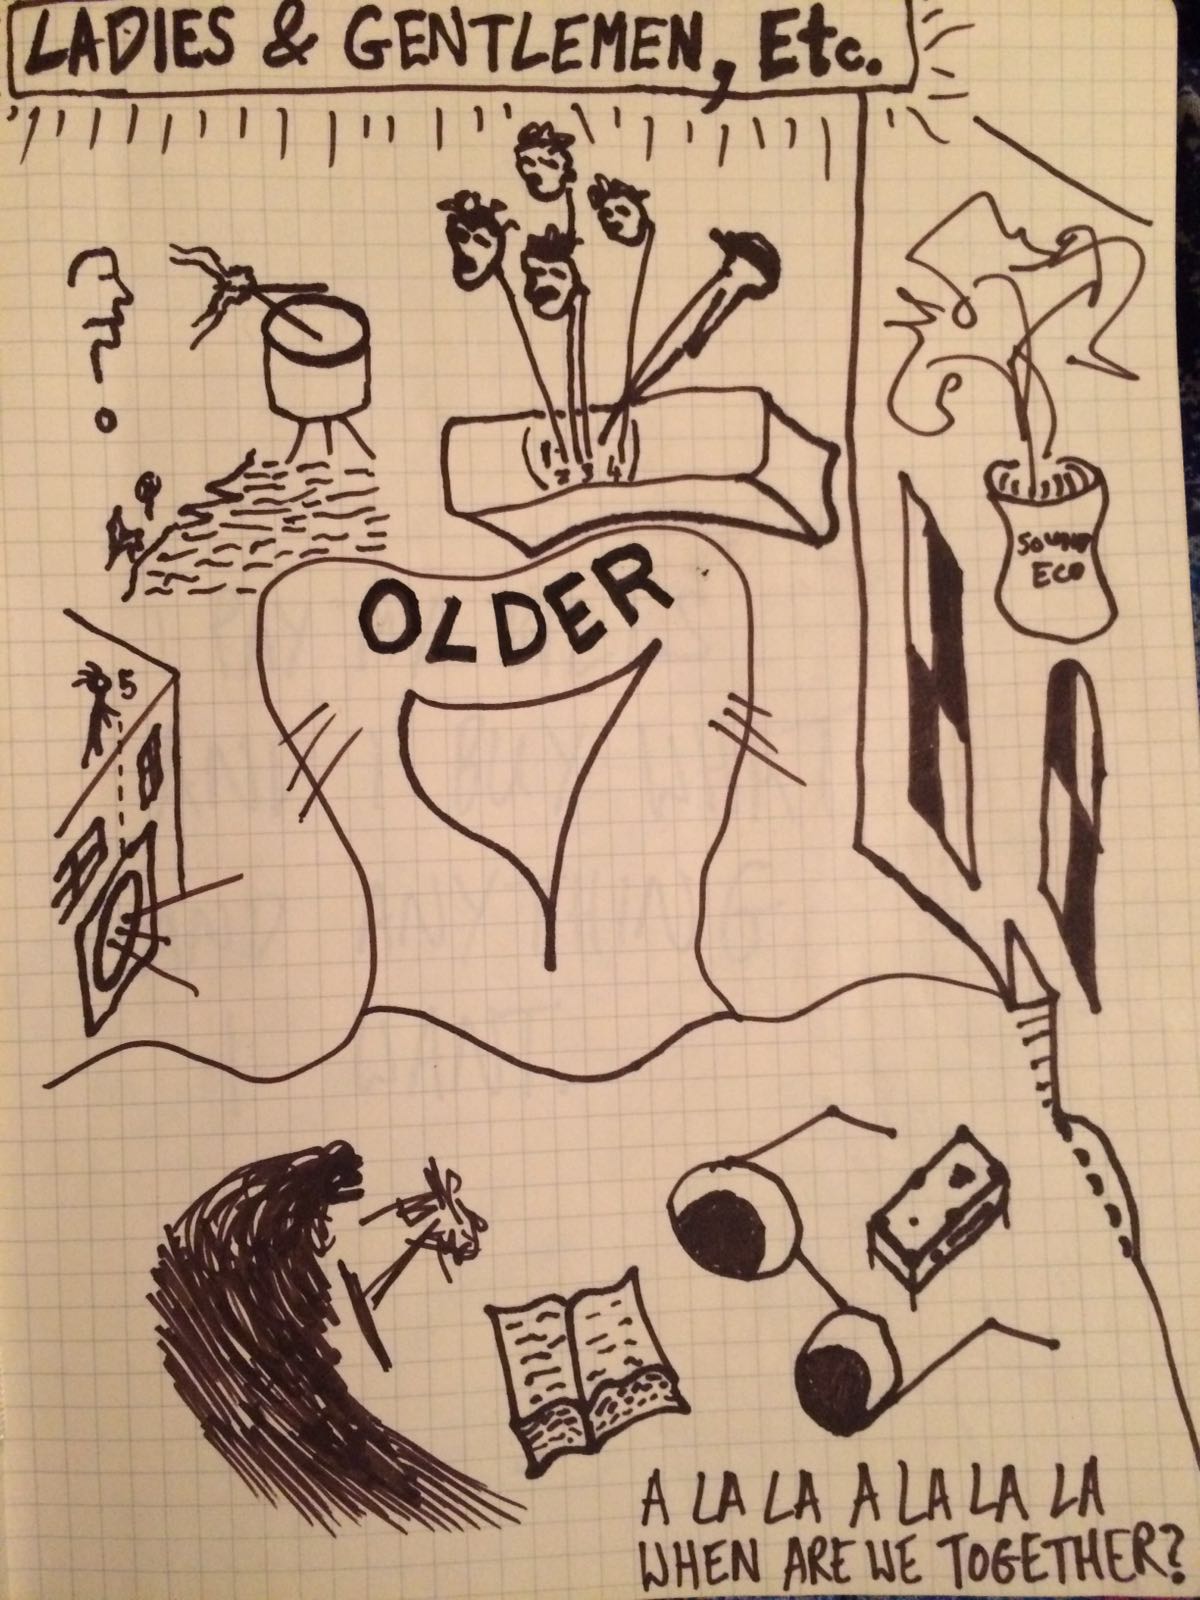 LADIES & GENTLEMEN, Etc.
1 2 3 4
SOUND
ECO
OLDER
5
A LA LA A LA LA LA
WHEN ARE WE TOGETHER?